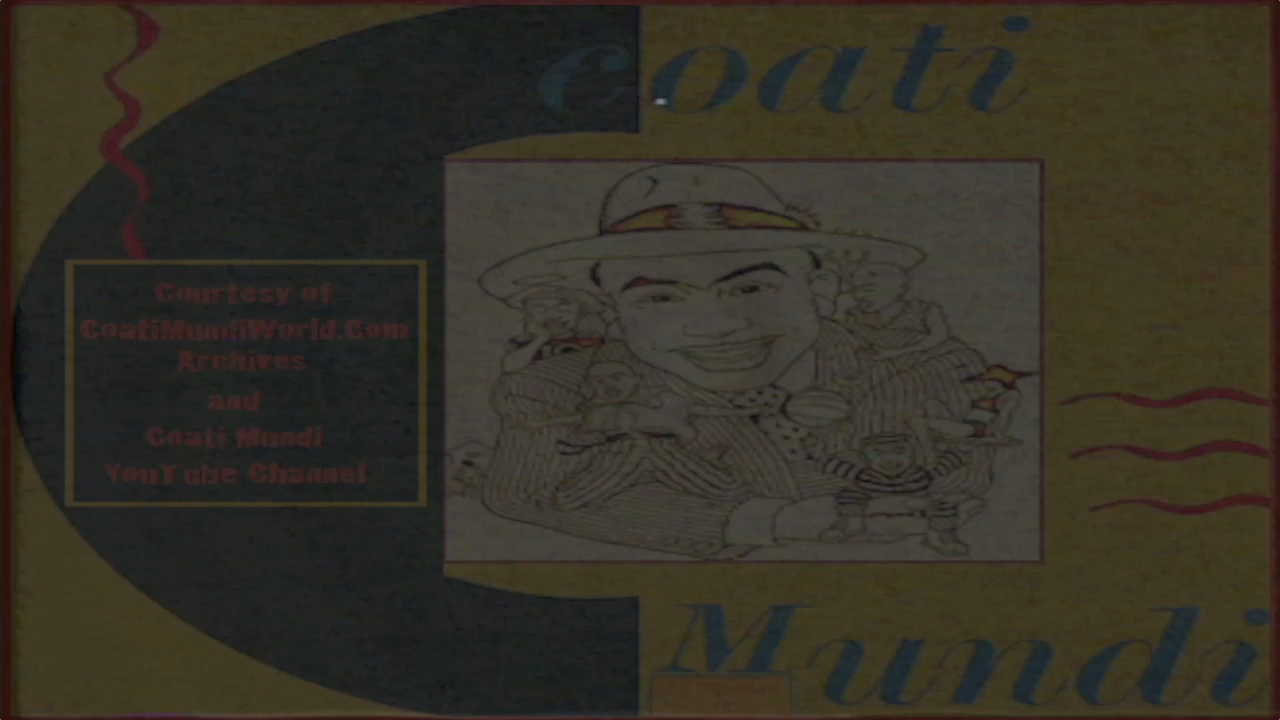 Coati
Courtesy of
CoatiMundiWorld.Com
Archives
and
Coati Mundi
YouTube Channel
Mundi